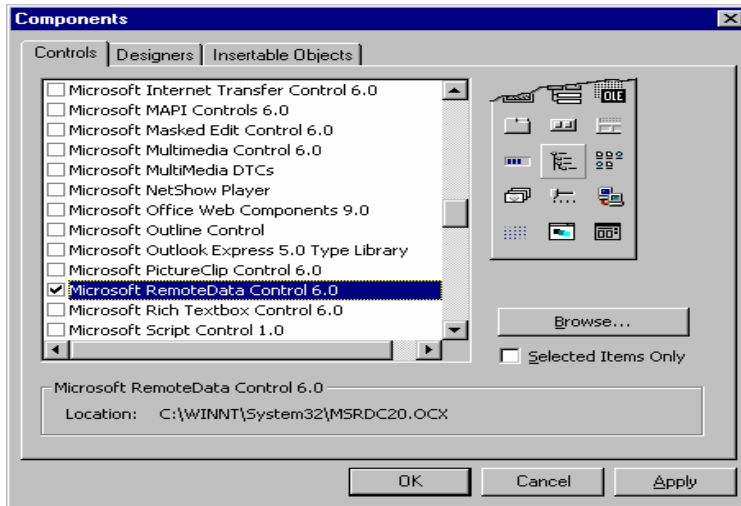 Components
Controls
Designers
Insertable Objects
Microsoft Internet Transfer Control 6.0
Microsoft MAPI Controls 6.0
Microsoft Masked Edit Control 6.0
Microsoft Multimedia Control 6.0
Microsoft MultiMedia DTCs
Microsoft NetShow Player
Microsoft Office Web Components 9.0
Microsoft Outline Control
Microsoft Outlook Express 5.0 Type Library
Microsoft PictureClip Control 6.0
Microsoft RemoteData Control 6.0
Microsoft Rich Textbox Control 6.0
Microsoft Script Control 1.0
OLE
Browse...
Selected Items Only
Microsoft RemoteData Control 6.0
Location: C:\WINNT\System32\MSRDC20.OCX
OK
Cancel
Apply